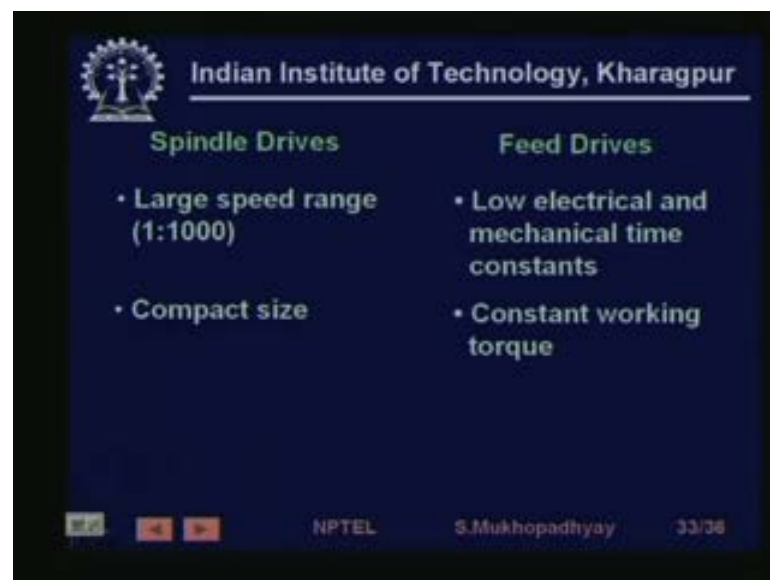 Indian Institute of Technology, Kharagpur
Spindle Drives
• Large speed range
(1:1000)
• Compact size
Feed Drives
• Low electrical and
mechanical time
constants
• Constant working
torque
NPTEL
S.Mukhopadhyay
33/36